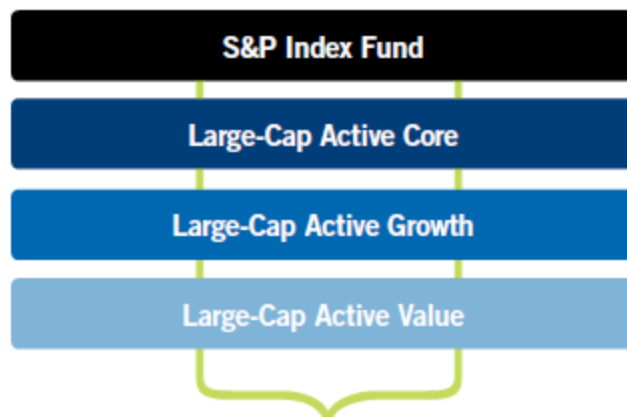 S&P Index Fund
Large-Cap Active Core
Large-Cap Active Growth
Large-Cap Active Value